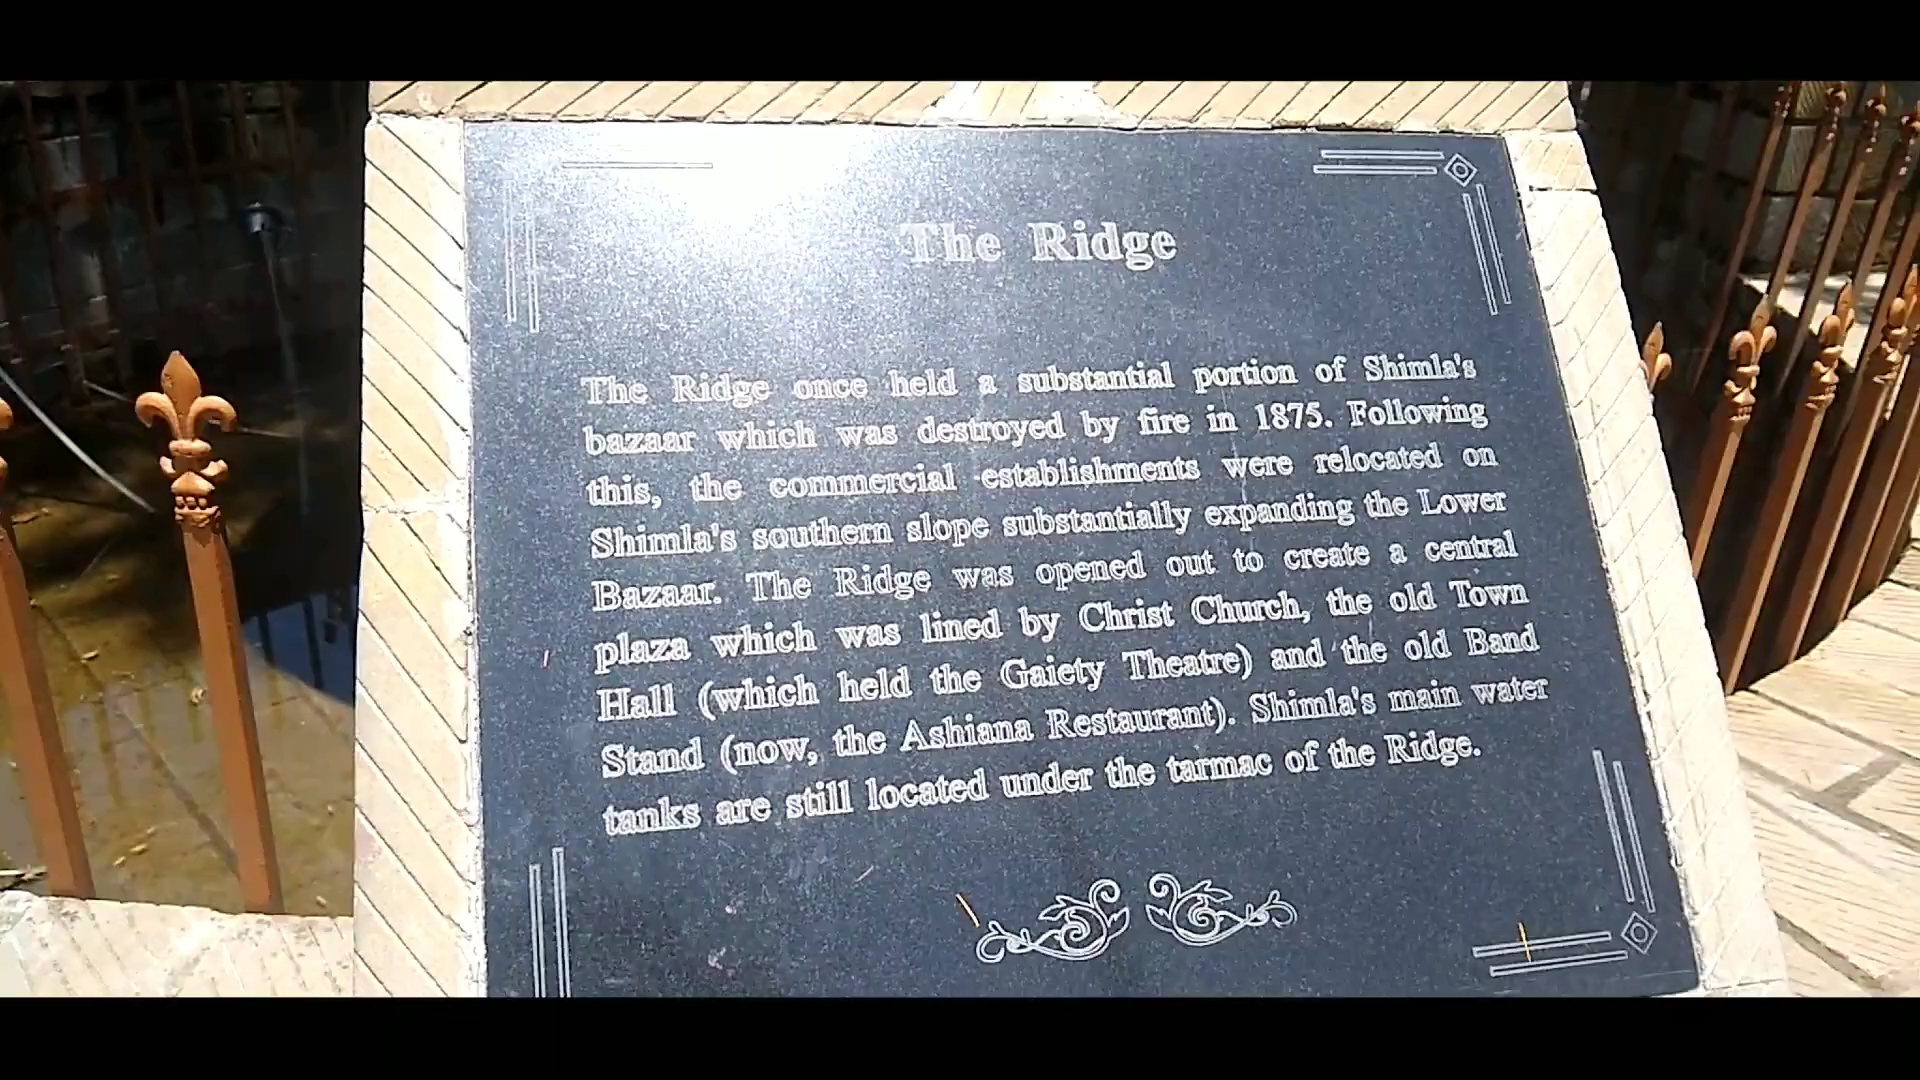 The Ridge
The Ridge once held a substantial portion of Shimla's
bazaar which was destroyed by fire in 1875. Following
this, the commercial establishments were relocated on
Shimla's southern slope substantially expanding the Lower
Bazaar. The Ridge was opened out to create a central
plaza which was lined by Christ Church, the old Town
Hall (which held the Gaiety Theatre) and the old Band
Stand (now, the Ashiana Restaurant). Shimla's main water
tanks are still located under the tarmac of the Ridge.